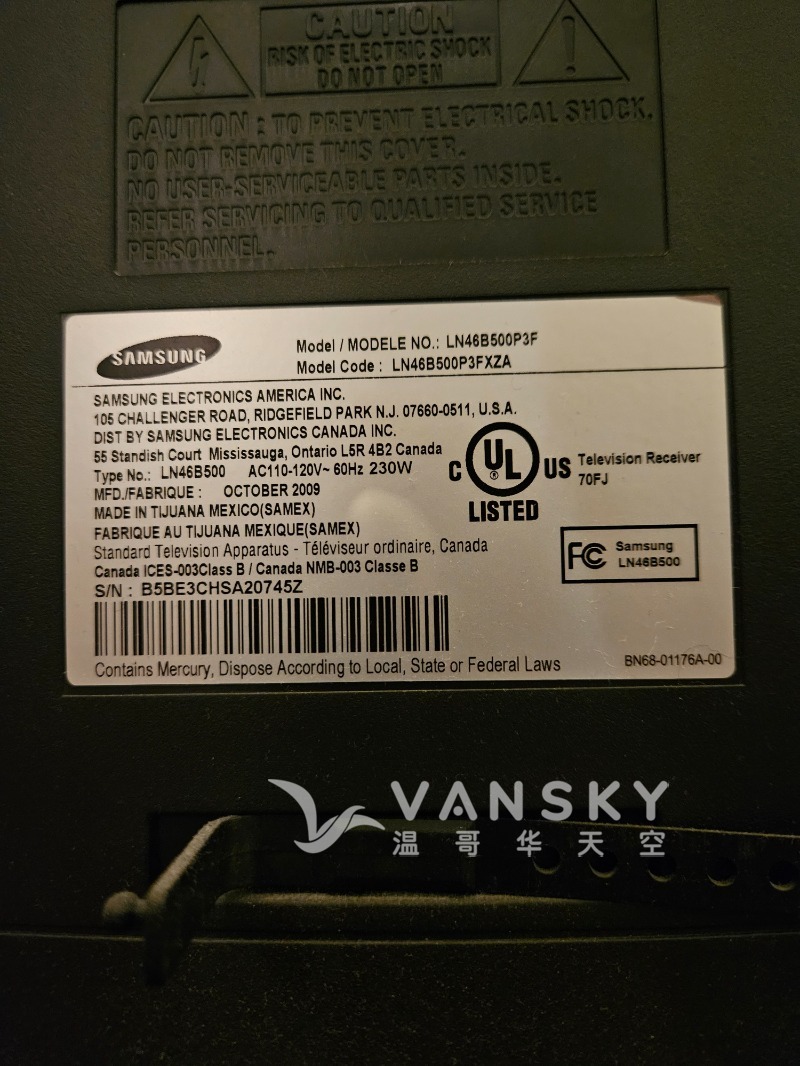 CAUTION
RISK OF ELECTRIC SHOCK
DO NOT OPEN
CAUTION : TO PREVENT ELECTRICAL SHOCK,
DO NOT REMOVE THIS COVER.
NO USER-SERVICEABLE PARTS INSIDE.
REFER SERVICING TO QUALIFIED SERVICE
PERSONNEL.
SAMSUNG
Model / MODELE NO.: LN46B500P3F
Model Code : LN46B500P3FXZA
SAMSUNG ELECTRONICS AMERICA INC.
105 CHALLENGER ROAD, RIDGEFIELD PARK N.J. 07660-0511, U.S.A.
DIST BY SAMSUNG ELECTRONICS CANADA INC.
55 Standish Court Mississauga, Ontario L5R 4B2 Canada
Type No.: LN46B500 AC110-120V~ 60Hz 230W
MFD./FABRIQUE : OCTOBER 2009
MADE IN TIJUANA MEXICO(SAMEX)
FABRIQUE AU TIJUANA MEXIQUE(SAMEX)
Standard Television Apparatus - Téléviseur ordinaire, Canada
Canada ICES-003Class B / Canada NMB-003 Classe B
S/N : B5BE3CHSA20745Z
C UL ® US
LISTED
Television Receiver
70FJ
FC Samsung
LN46B500
Contains Mercury, Dispose According to Local, State or Federal Laws
BN68-01176A-00
VANSKY
温哥华天空